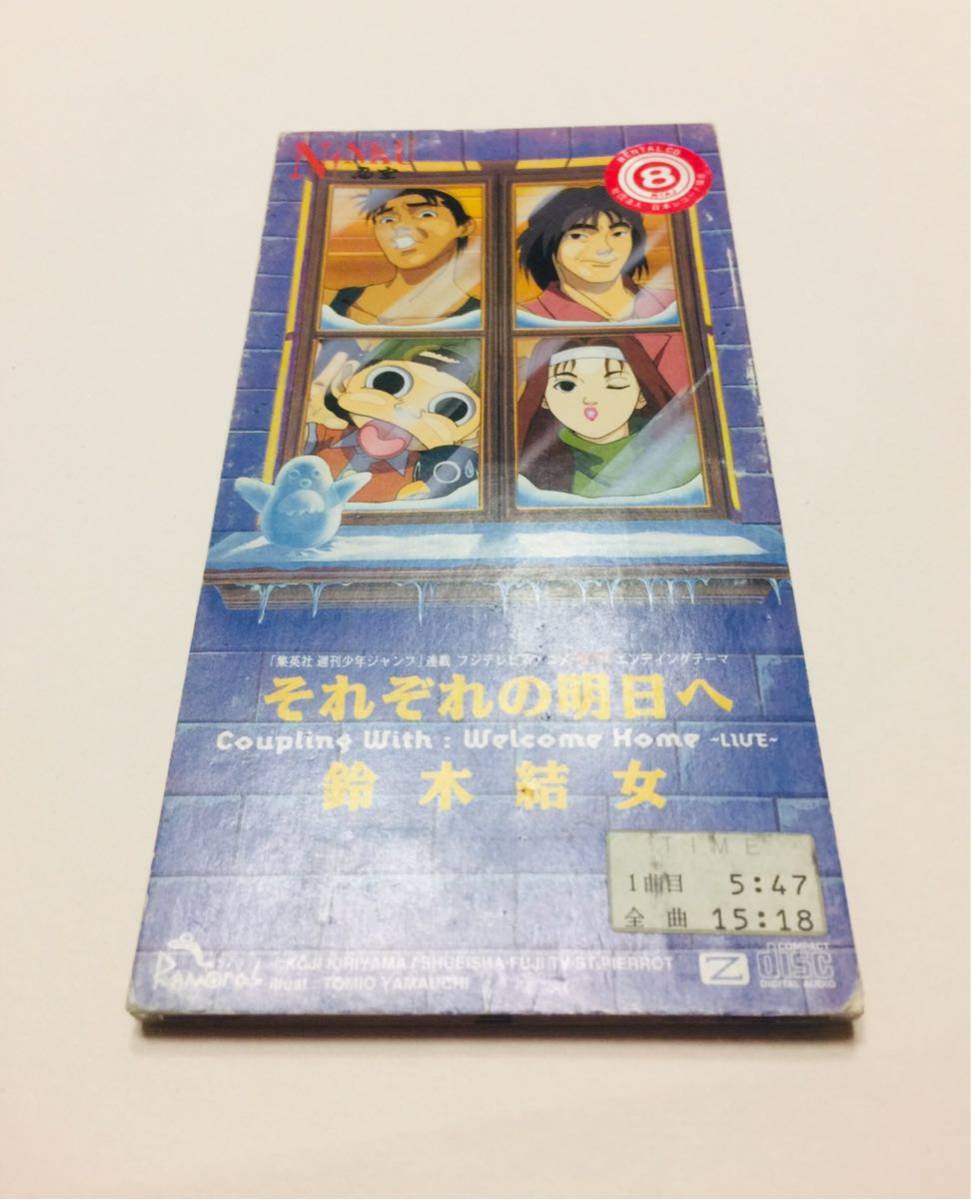 NiNKU
忍空
RENTAL CD
8
「集英社 週刊少年ジャンプ」連載 フジテレビ系アニメ エンディングテーマ
それぞれの明日へ
Coupling With : Welcome Home ~LIVE~
鈴木結女
TIME
1曲目 5:47
全曲 15:18
©KOJI KIRIYAMA / SHUEISHA·FUJI TV·ST.PIERROT
illust. TOMIO YAMAUCHI
Z
COMPACT
DISC
DIGITAL AUDIO